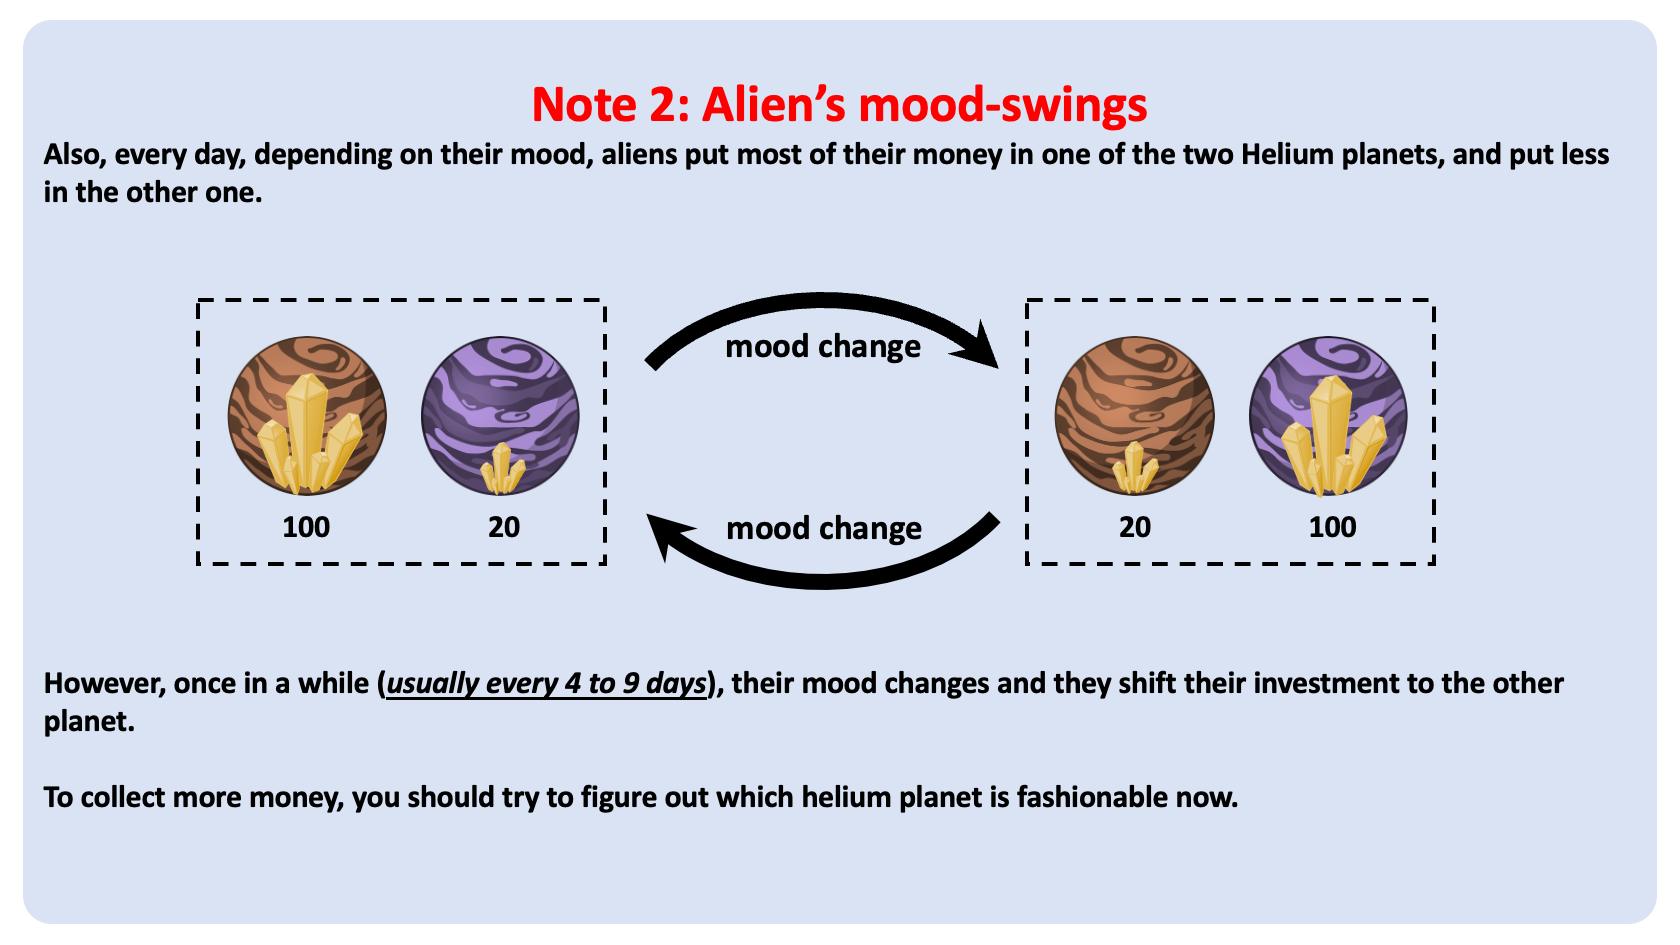 Note 2: Alien’s mood-swings
Also, every day, depending on their mood, aliens put most of their money in one of the two Helium planets, and put less
in the other one.
mood change
100
20
mood change
20
100
However, once in a while (usually every 4 to 9 days), their mood changes and they shift their investment to the other
planet.
To collect more money, you should try to figure out which helium planet is fashionable now.